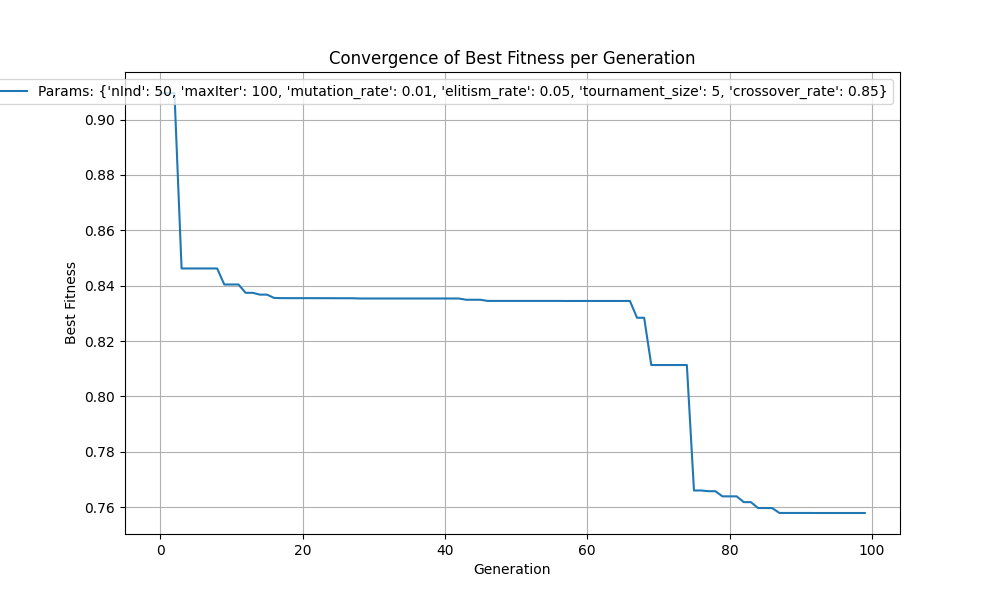 Convergence of Best Fitness per Generation
Params: {'nInd': 50, 'maxIter': 100, 'mutation_rate': 0.01, 'elitism_rate': 0.05, 'tournament_size': 5, 'crossover_rate': 0.85}
0.90
0.88
0.86
0.84
0.82
0.80
0.78
0.76
Best Fitness
0 20 40 60 80 100
Generation